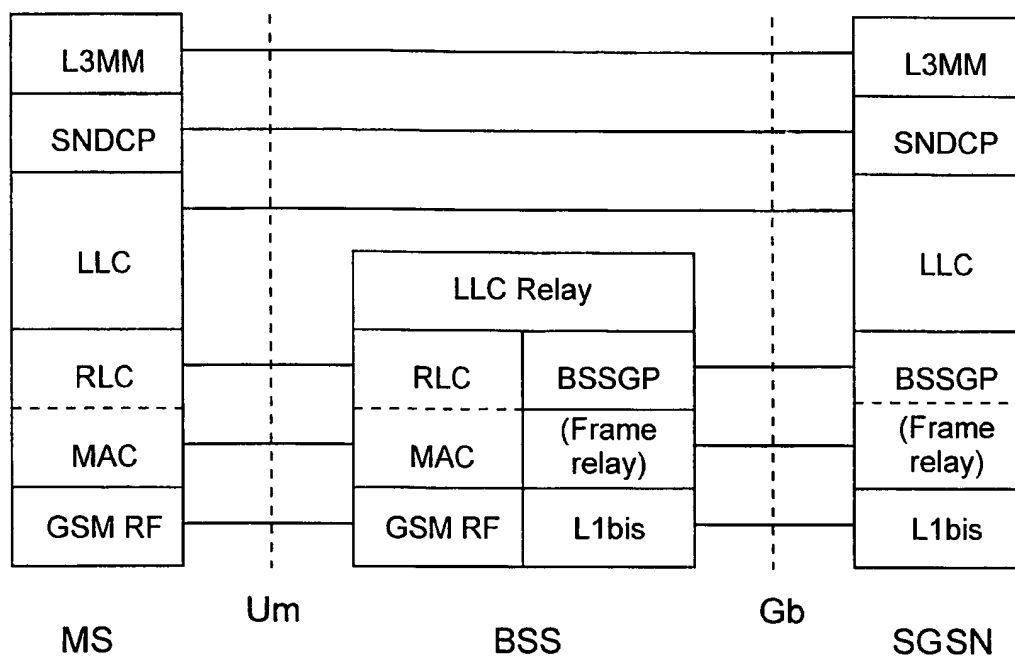 L3MM
L3MM
SNDCP
SNDCP
LLC
LLC
LLC Relay
RLC
RLC
BSSGP
BSSGP
MAC
MAC
(Frame
relay)
(Frame
relay)
GSM RF
GSM RF
L1bis
L1bis
Um
Gb
MS
BSS
SGSN